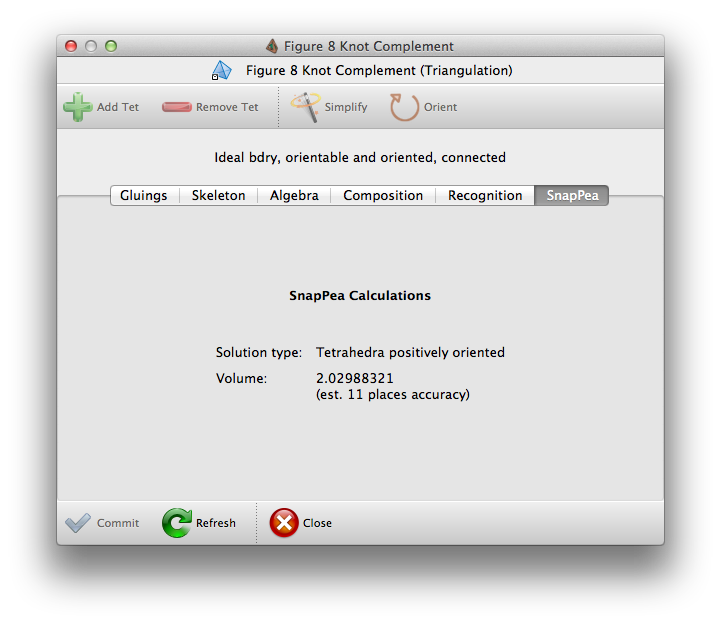 Figure 8 Knot Complement
Figure 8 Knot Complement (Triangulation)
Add Tet Remove Tet Simplify Orient
Ideal bdry, orientable and oriented, connected
Gluings Skeleton Algebra Composition Recognition SnapPea
SnapPea Calculations
Solution type: Tetrahedra positively oriented
Volume: 2.02988321
(est. 11 places accuracy)
Commit Refresh Close